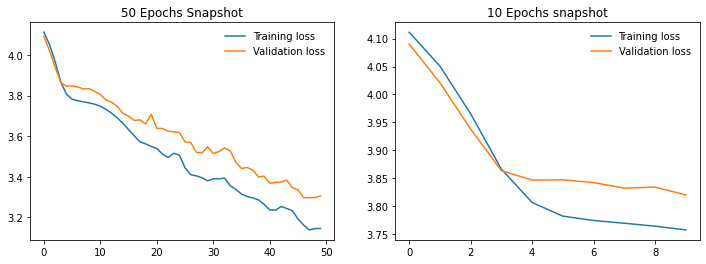 50 Epochs Snapshot
Training loss
Validation loss
4.0
3.8
3.6
3.4
3.2
0 10 20 30 40 50
10 Epochs snapshot
Training loss
Validation loss
4.10
4.05
4.00
3.95
3.90
3.85
3.80
3.75
0 2 4 6 8